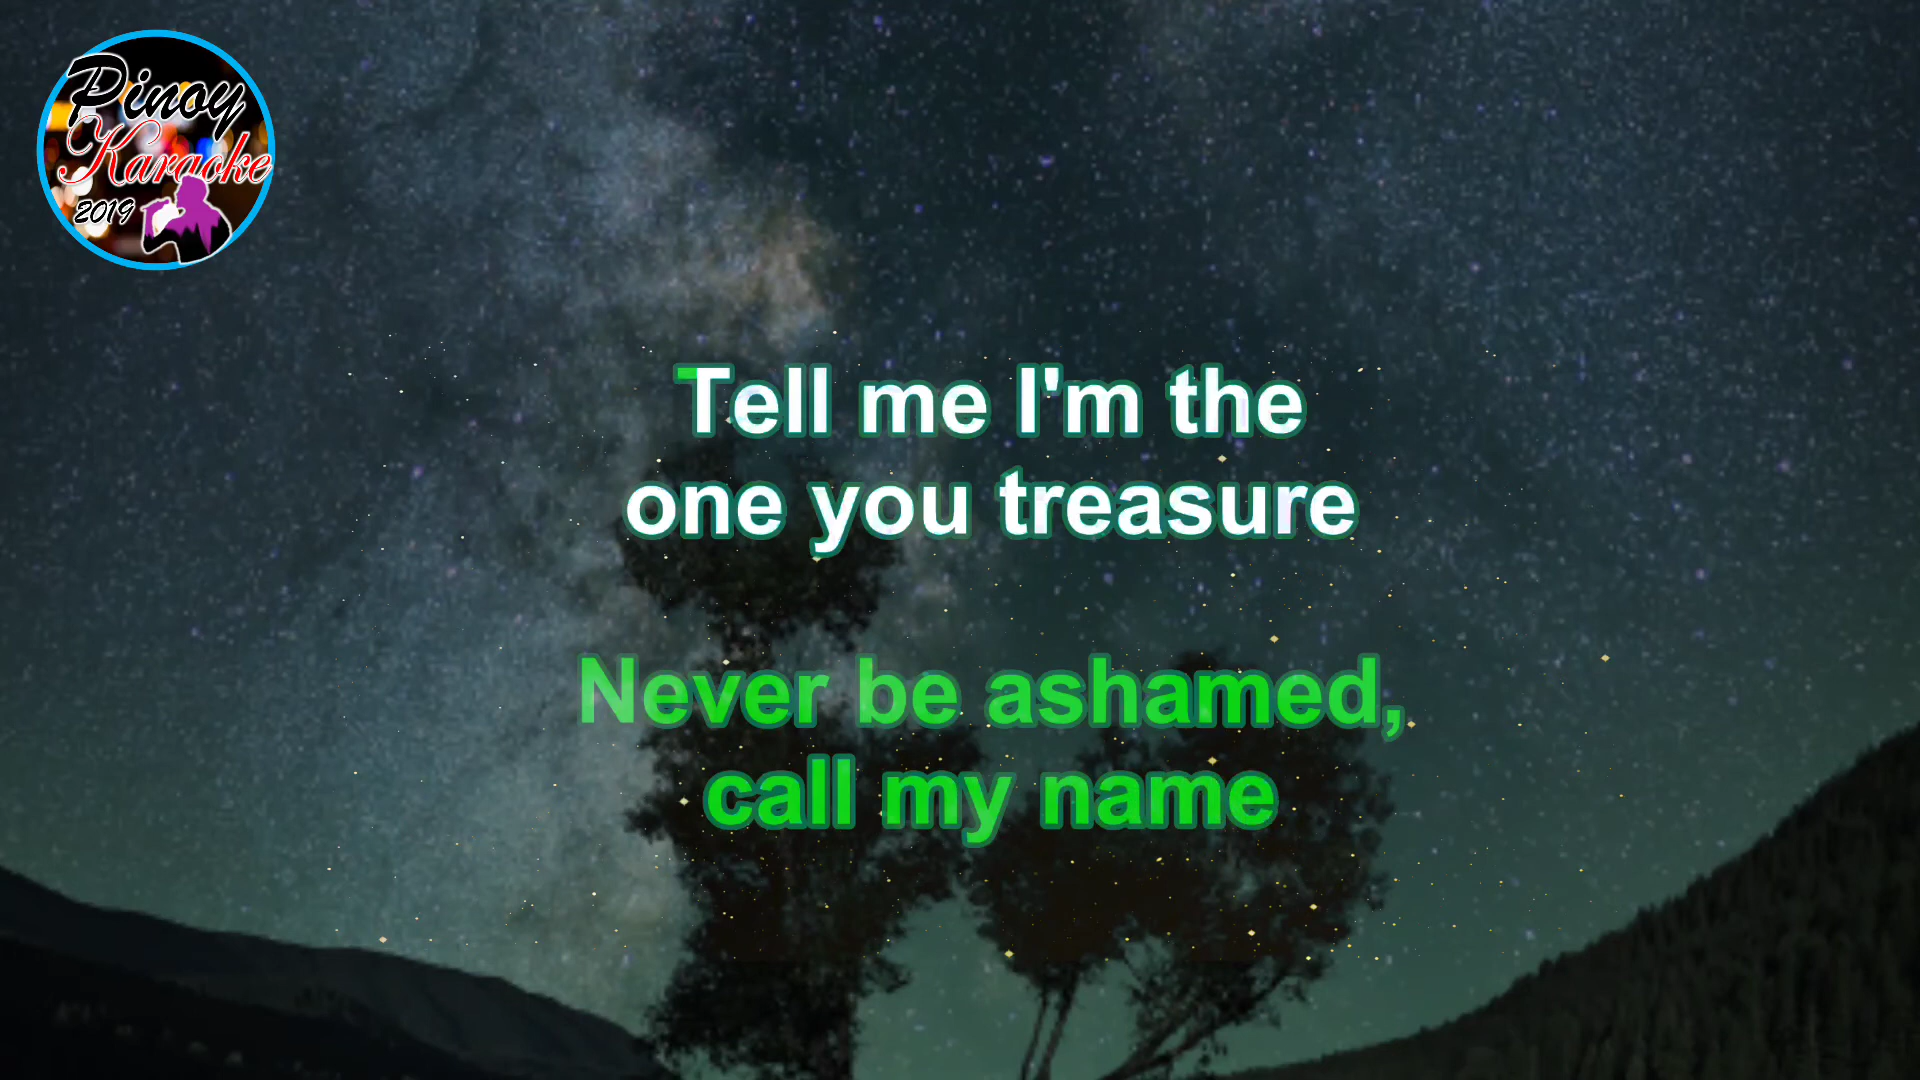 Pinoy
Karaoke
2019
Tell me I'm the
one you treasure
Never be ashamed,
call my name